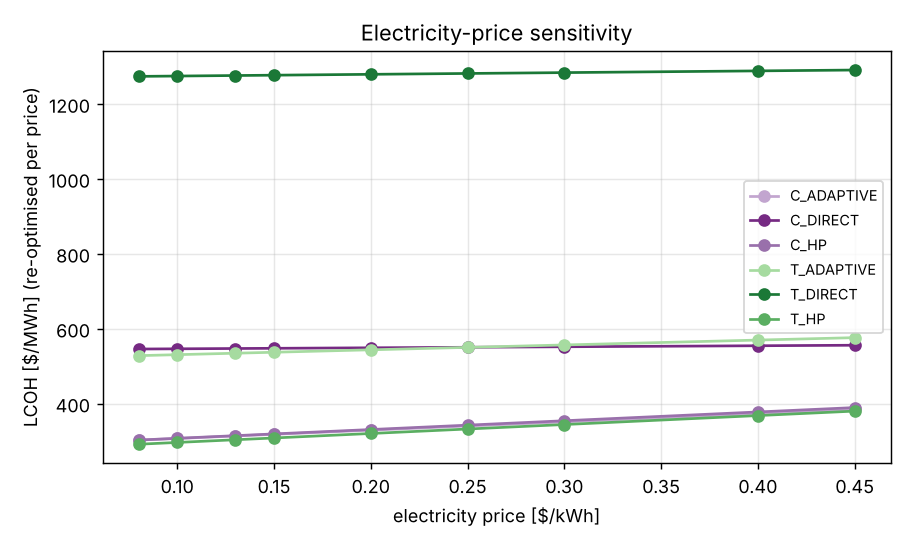 Electricity-price sensitivity
LCOH [$/MWh] (re-optimised per price)
1200
1000
800
600
400
C_ADAPTIVE
C_DIRECT
C_HP
T_ADAPTIVE
T_DIRECT
T_HP
0.10 0.15 0.20 0.25 0.30 0.35 0.40 0.45
electricity price [$/kWh]